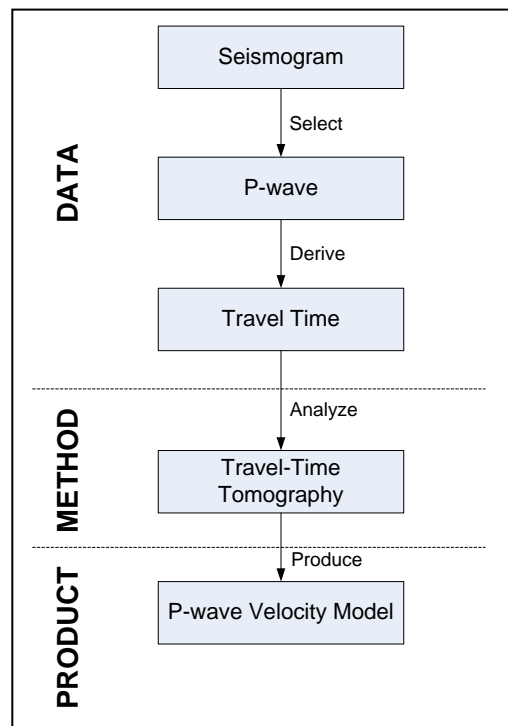 Seismogram
Select
DATA
P-wave
Derive
Travel Time
Analyze
METHOD
Travel-Time
Tomography
Produce
PRODUCT
P-wave Velocity Model